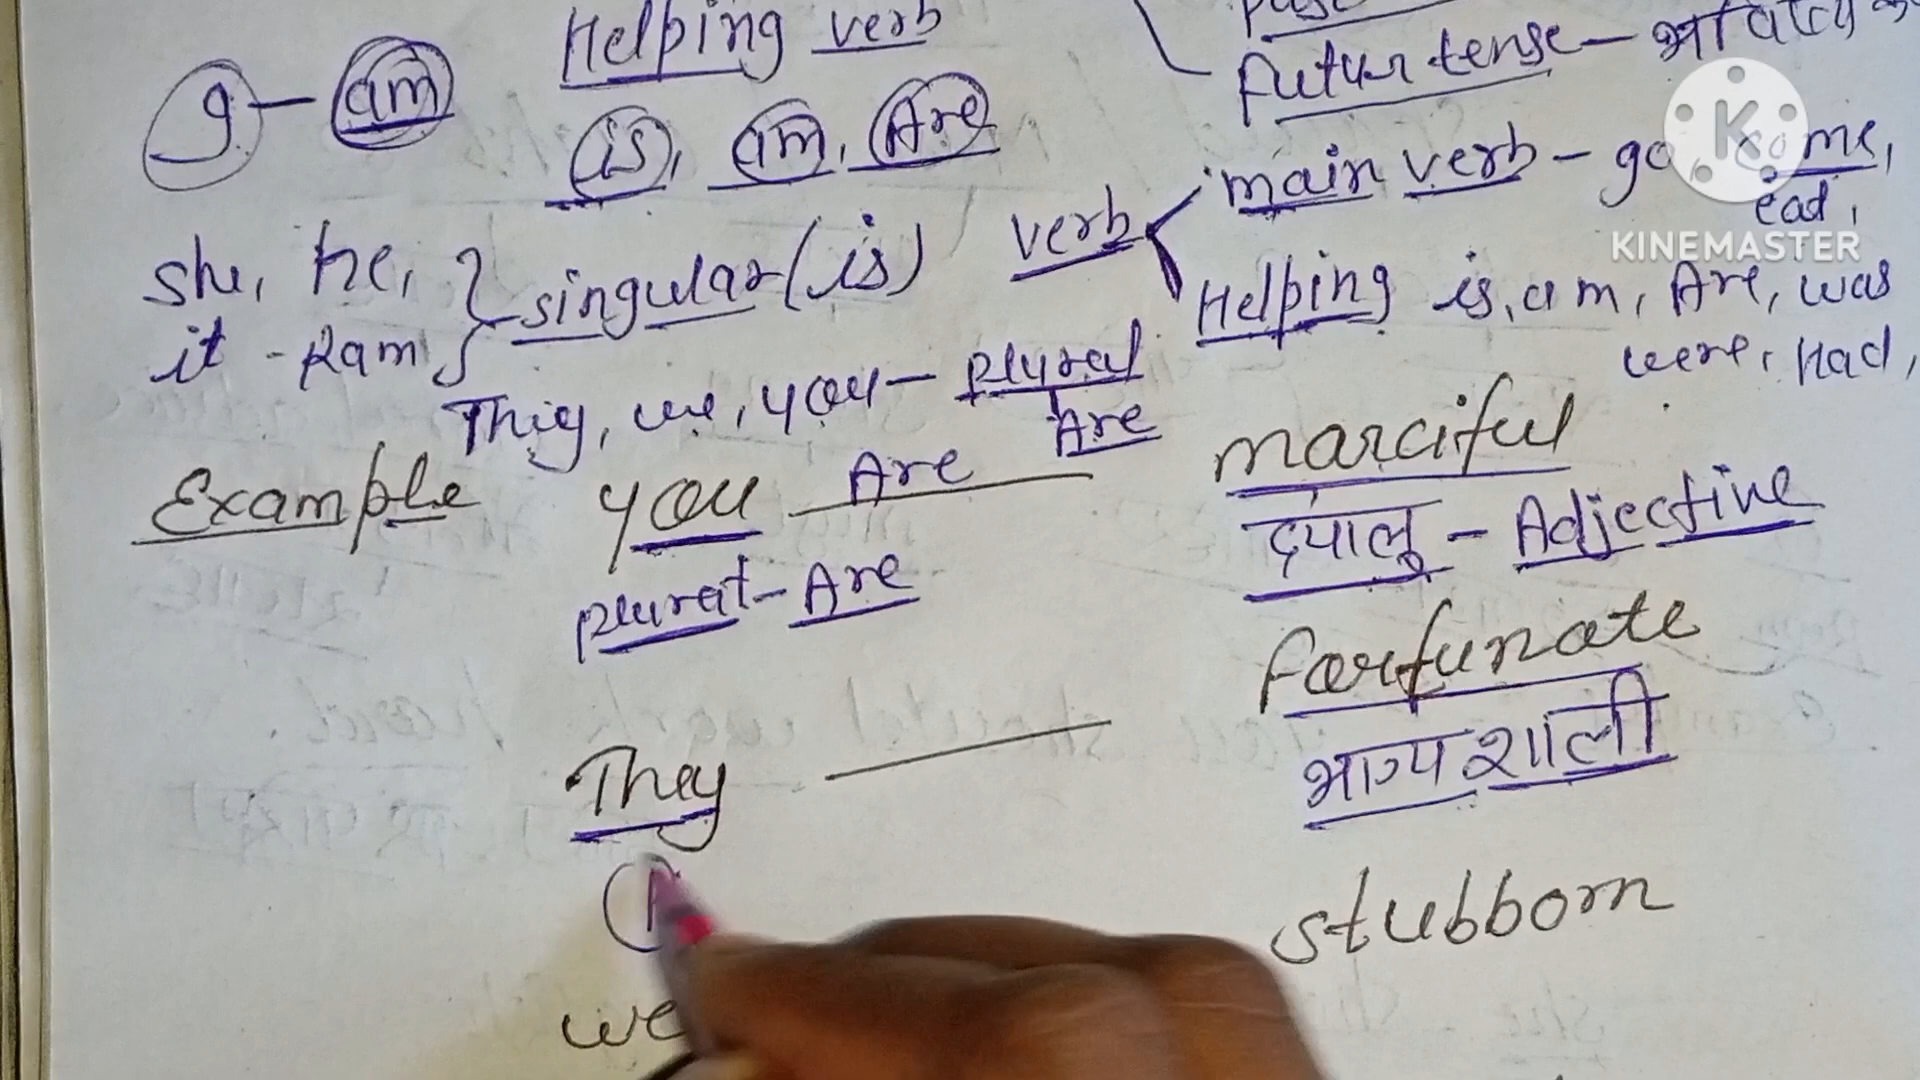 Helping verb
g - am
is, am, Are
Futur tense -
main verb - go, come,
ead,
verb
Helping is, am, Are, was
were, Had,
she, he,
it - Ram
singular (is)
They, we, you - plural
Are
Example
you Are marciful
plural - Are
दयालू - Adjective
They fortunate
भाग्यशाली
stubborn
we
K
KINEMASTER